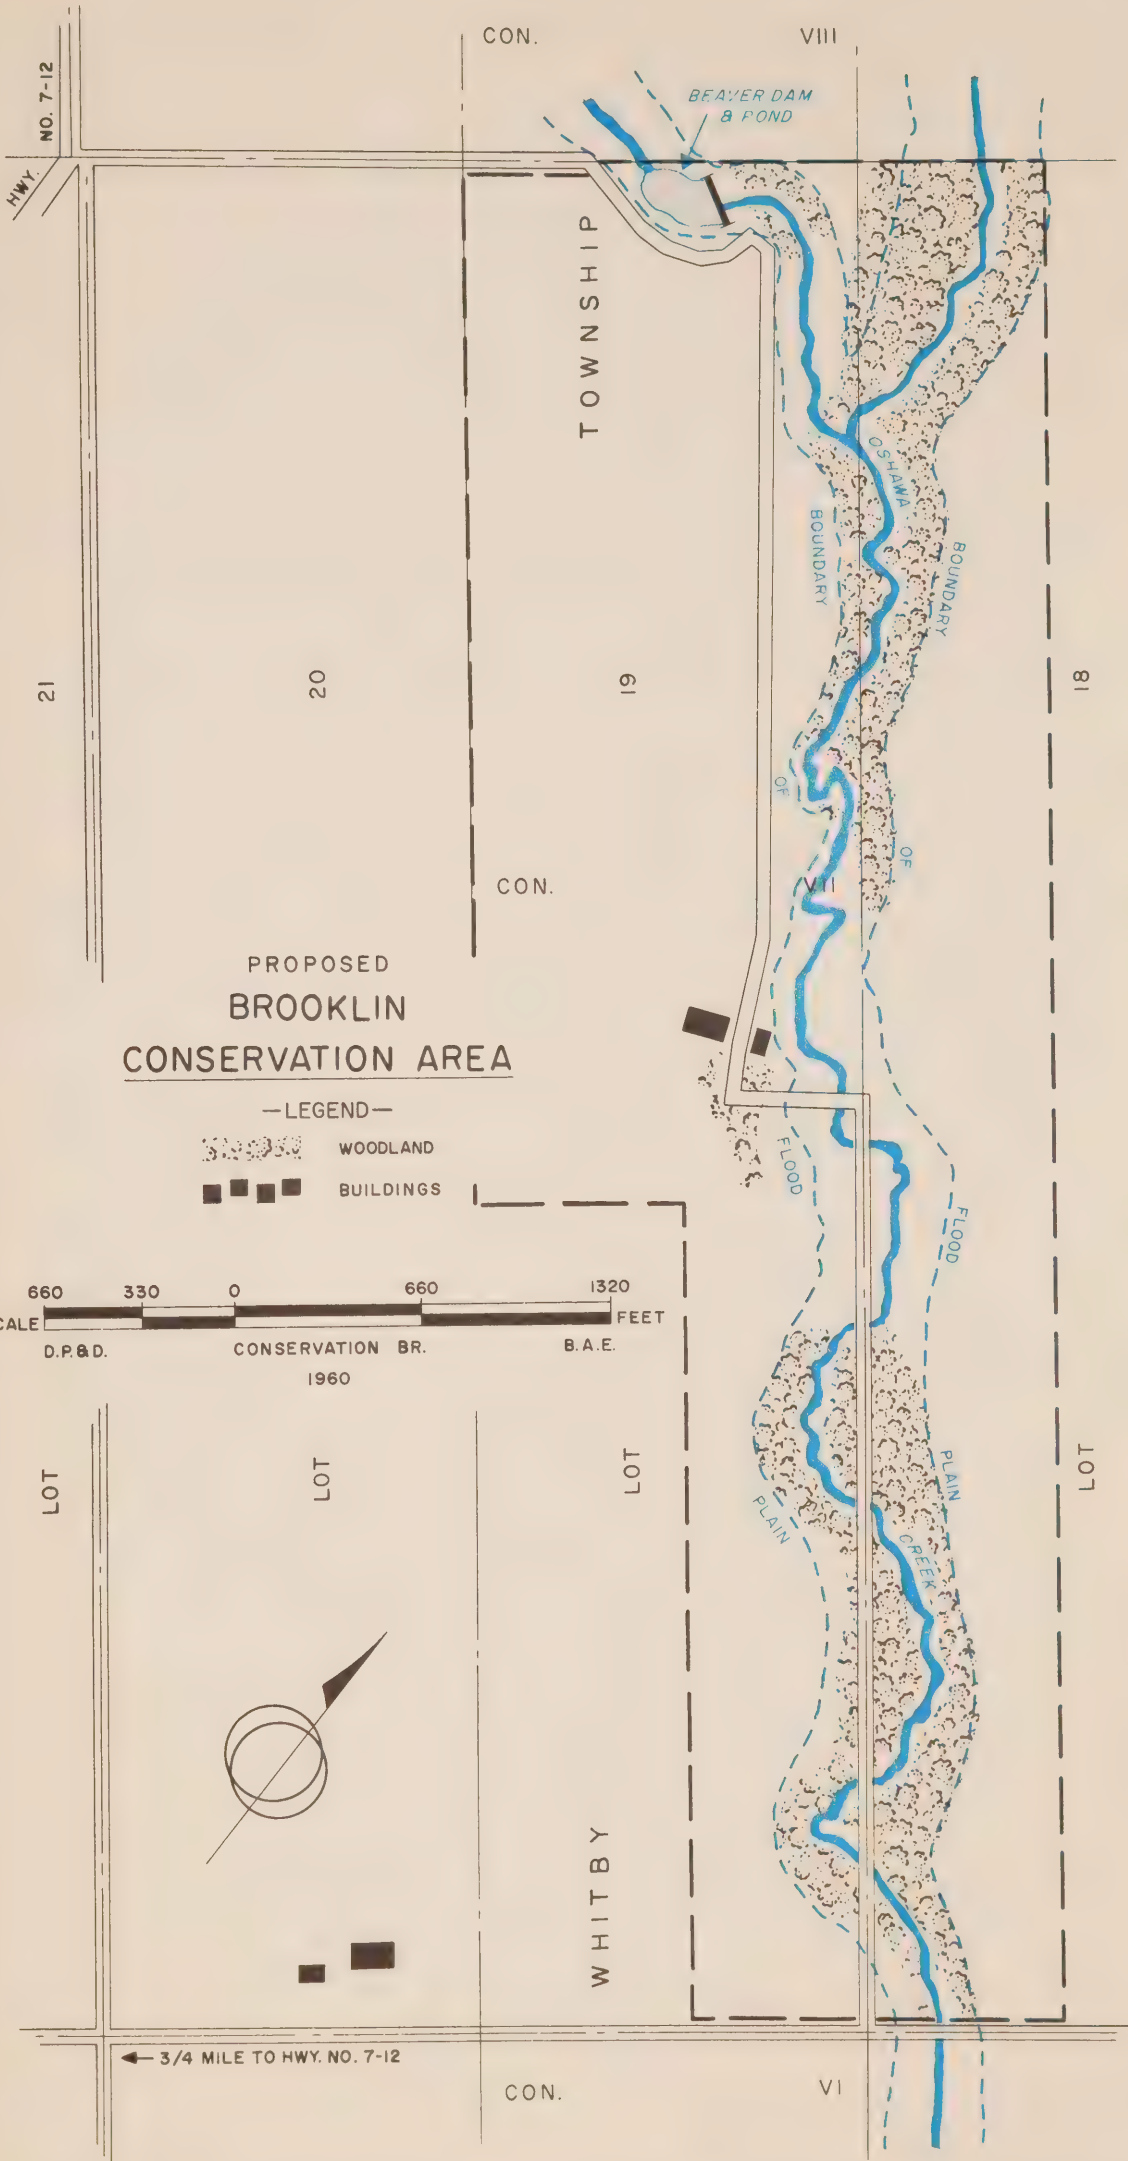 CON. VIII
NO. 7-12
HWY.
BEAVER DAM
& POND
TOWNSHIP
OSHAWA
BOUNDARY
BOUNDARY
21
20
19
18
OF
OF
CON. VII
PROPOSED
BROOKLIN
CONSERVATION AREA
—LEGEND—
WOODLAND
BUILDINGS
FLOOD
FLOOD
660 330 0 660 1320
CALE FEET
D.P.&D. CONSERVATION BR. B.A.E.
1960
LOT
LOT
LOT
LOT
PLAIN
PLAIN
CREEK
WHITBY
3/4 MILE TO HWY. NO. 7-12
CON. VI